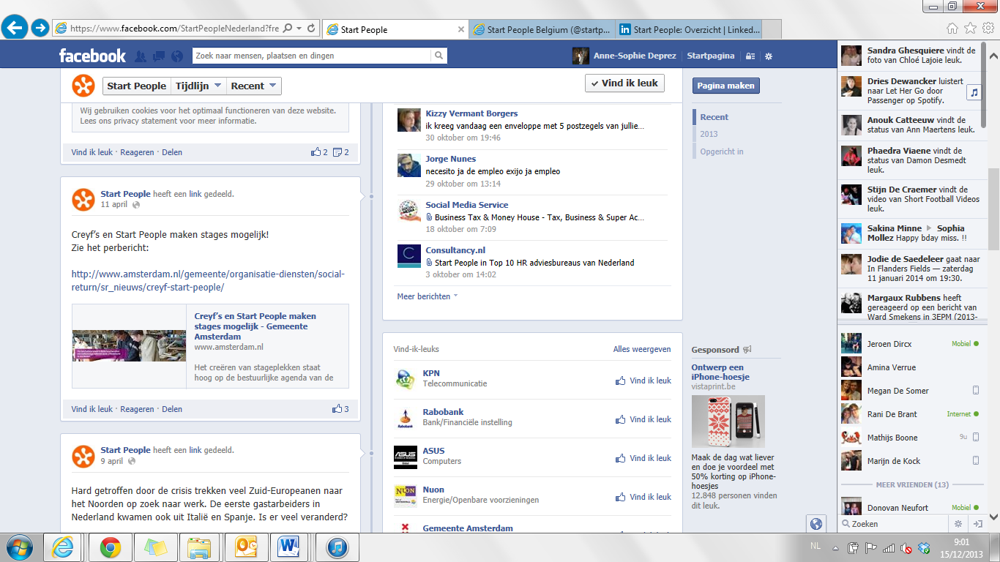 https://www.facebook.com/StartPeopleNederland?fre
Start People
Start People Belgium (@startp...
Start People: Overzicht | Linked...
facebook
Zoek naar mensen, plaatsen en dingen
Anne-Sophie Deprez
Startpagina
Start People
Tijdlijn
Recent
Vind ik leuk
Pagina maken
Wij gebruiken cookies voor het optimaal functioneren van deze website.
Lees ons privacy statement voor meer informatie.
Vind ik leuk · Reageren · Delen
2 2
Start People heeft een link gedeeld.
11 april
Creyf's en Start People maken stages mogelijk!
Zie het perbericht:
http://www.amsterdam.nl/gemeente/organisatie-diensten/social-
return/sr_nieuws/creyf-start-people/
Creyf's en Start People maken
stages mogelijk - Gemeente
Amsterdam
www.amsterdam.nl
Het creëren van stageplekken staat
hoog op de bestuurlijke agenda van de
Vind ik leuk · Reageren · Delen
3
Start People heeft een link gedeeld.
9 april
Hard getroffen door de crisis trekken veel Zuid-Europeanen naar
het Noorden op zoek naar werk. De eerste gastarbeiders in
Nederland kwamen ook uit Italië en Spanje. Is er veel veranderd?
Kizzy Vermant Borgers
ik kreeg vandaag een enveloppe met 5 postzegels van jullie...
30 oktober om 19:46
Jorge Nunes
necesito ja de empleo exijo ja empleo
29 oktober om 13:14
Social Media Service
Business Tax & Money House - Tax, Business & Super Ac...
18 oktober om 7:09
Consultancy.nl
Start People in Top 10 HR adviesbureaus van Nederland
3 oktober om 14:02
Meer berichten
Vind-ik-leuks
Alles weergeven
KPN
Telecommunicatie
Vind ik leuk
Rabobank
Bank/Financiële instelling
Vind ik leuk
ASUS
Computers
Vind ik leuk
Nuon
Energie/Openbare voorzieningen
Vind ik leuk
Gemeente Amsterdam
Recent
2013
Opgericht in
Gesponsord
Ontwerp een
iPhone-hoesje
vistaprint.be
Maak de dag wat liever
en doe je voordeel met
50% korting op iPhone-
hoesjes
12.848 personen vinden
dit leuk.
Sandra Ghesquiere vindt de
foto van Chloé Lajoie leuk.
Dries Dewancker luistert
naar Let Her Go door
Passenger op Spotify.
Anouk Catteeuw vindt de
status van Ann Maertens leuk.
Phaedra Viaene vindt de
status van Damon Desmedt
leuk.
Stijn De Craemer vindt de
video van Short Football Videos
leuk.
Sakina Minne ▶ Sophia
Mollez Happy bday miss. !!
Jodie de Saedeleer gaat naar
In Flanders Fields — zaterdag
11 januari 2014 om 19:30.
Margaux Rubbens heeft
gereageerd op een bericht van
Ward Smekens in 3EPM (2013-
Jeroen Dircx
Mobiel
Amina Verrue
Megan De Somer
Rani De Brant
Internet
Mathijs Boone
9u
Marijn de Kock
MEER VRIENDEN (13)
Donovan Neufort
Mobiel
Zoeken
NL
9:01
15/12/2013